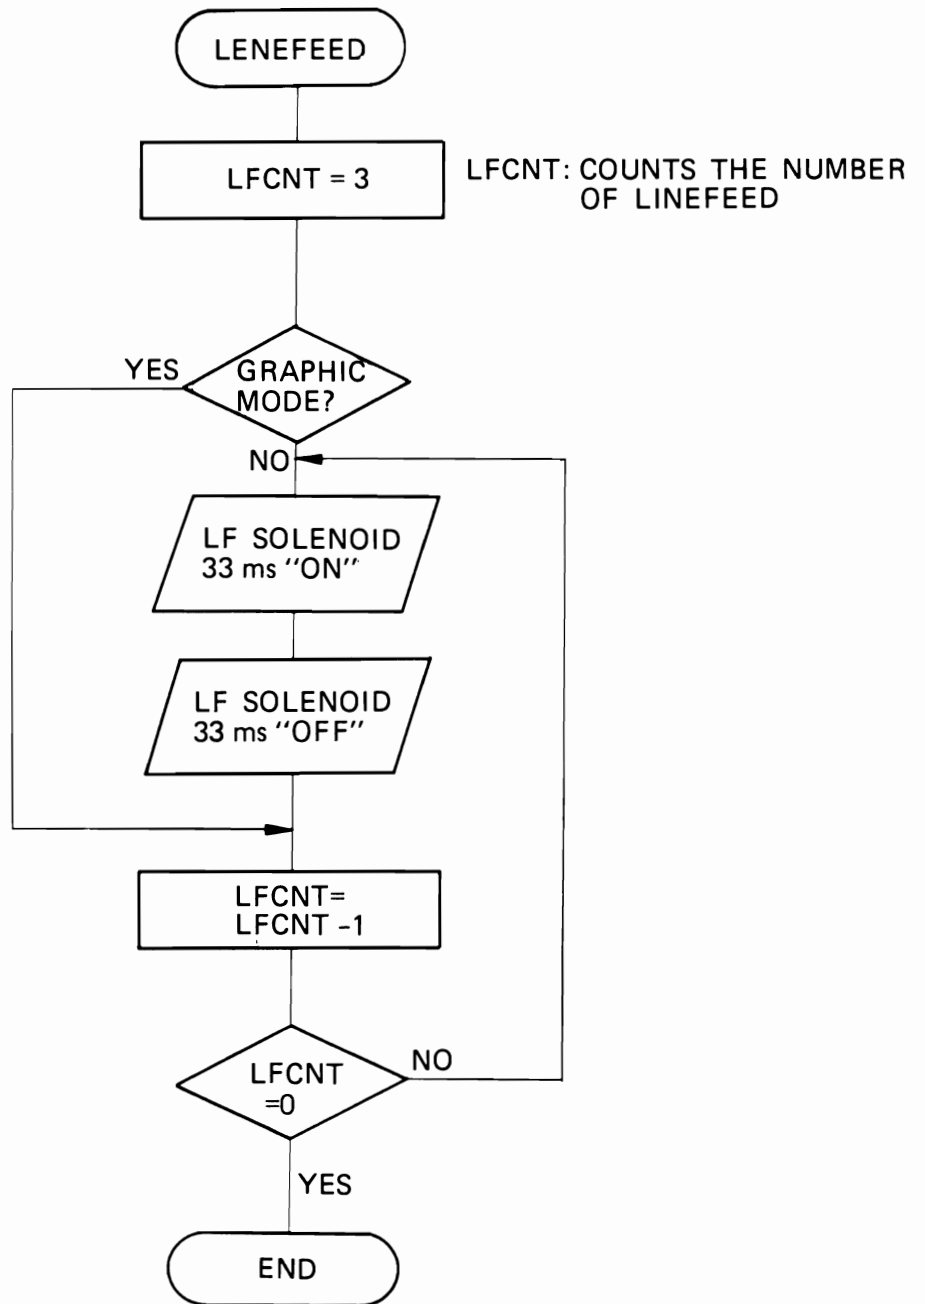 LENEFEED
LFCNT = 3
LFCNT: COUNTS THE NUMBER
OF LINEFEED
YES
GRAPHIC
MODE?
NO
LF SOLENOID
33 ms "ON"
LF SOLENOID
33 ms "OFF"
LFCNT=
LFCNT -1
LFCNT
=0
NO
YES
END